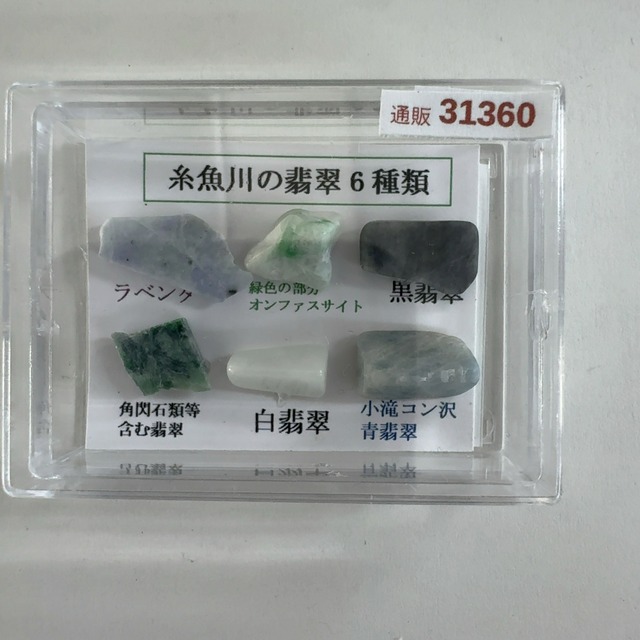 通販 31360
糸魚川の翡翠6種類
ラベンダ
緑色の部分
オンファスサイト
黒翡翠
角閃石類等
含む翡翠
白翡翠
小滝コン沢
青翡翠